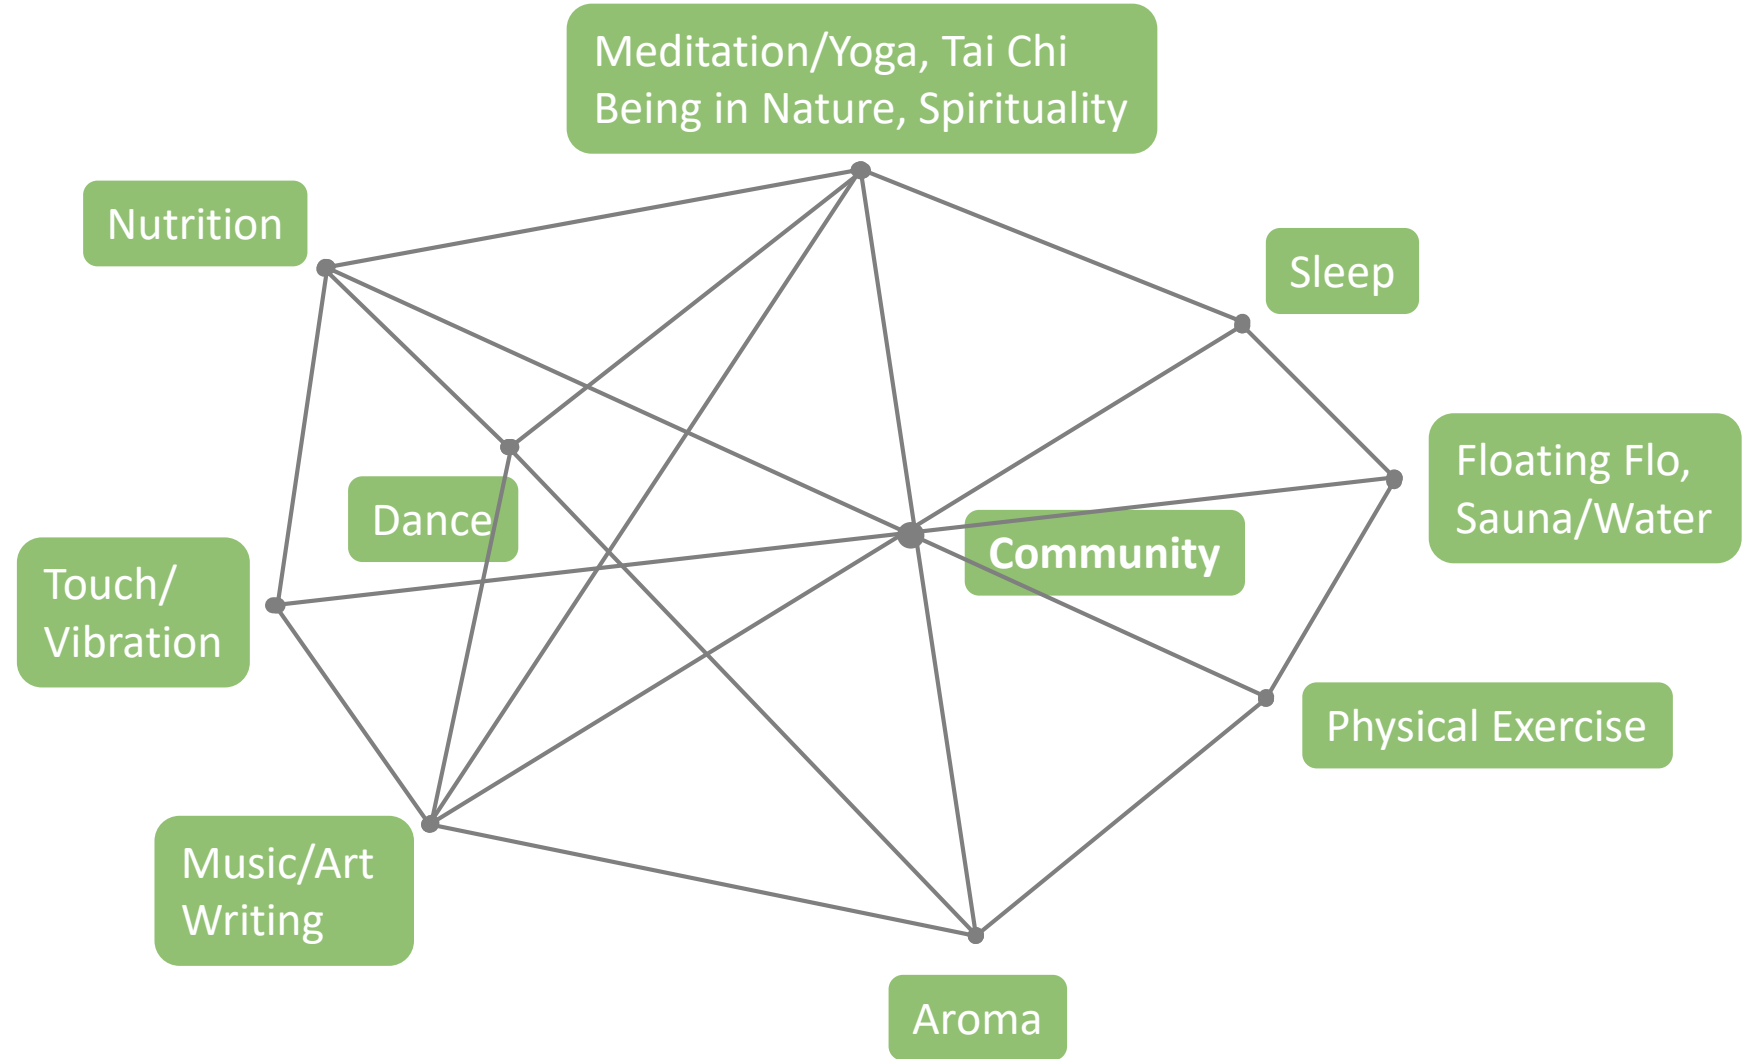 Meditation/Yoga, Tai Chi
Being in Nature, Spirituality
Nutrition
Sleep
Floating Flo,
Sauna/Water
Dance
Community
Touch/
Vibration
Physical Exercise
Music/Art
Writing
Aroma